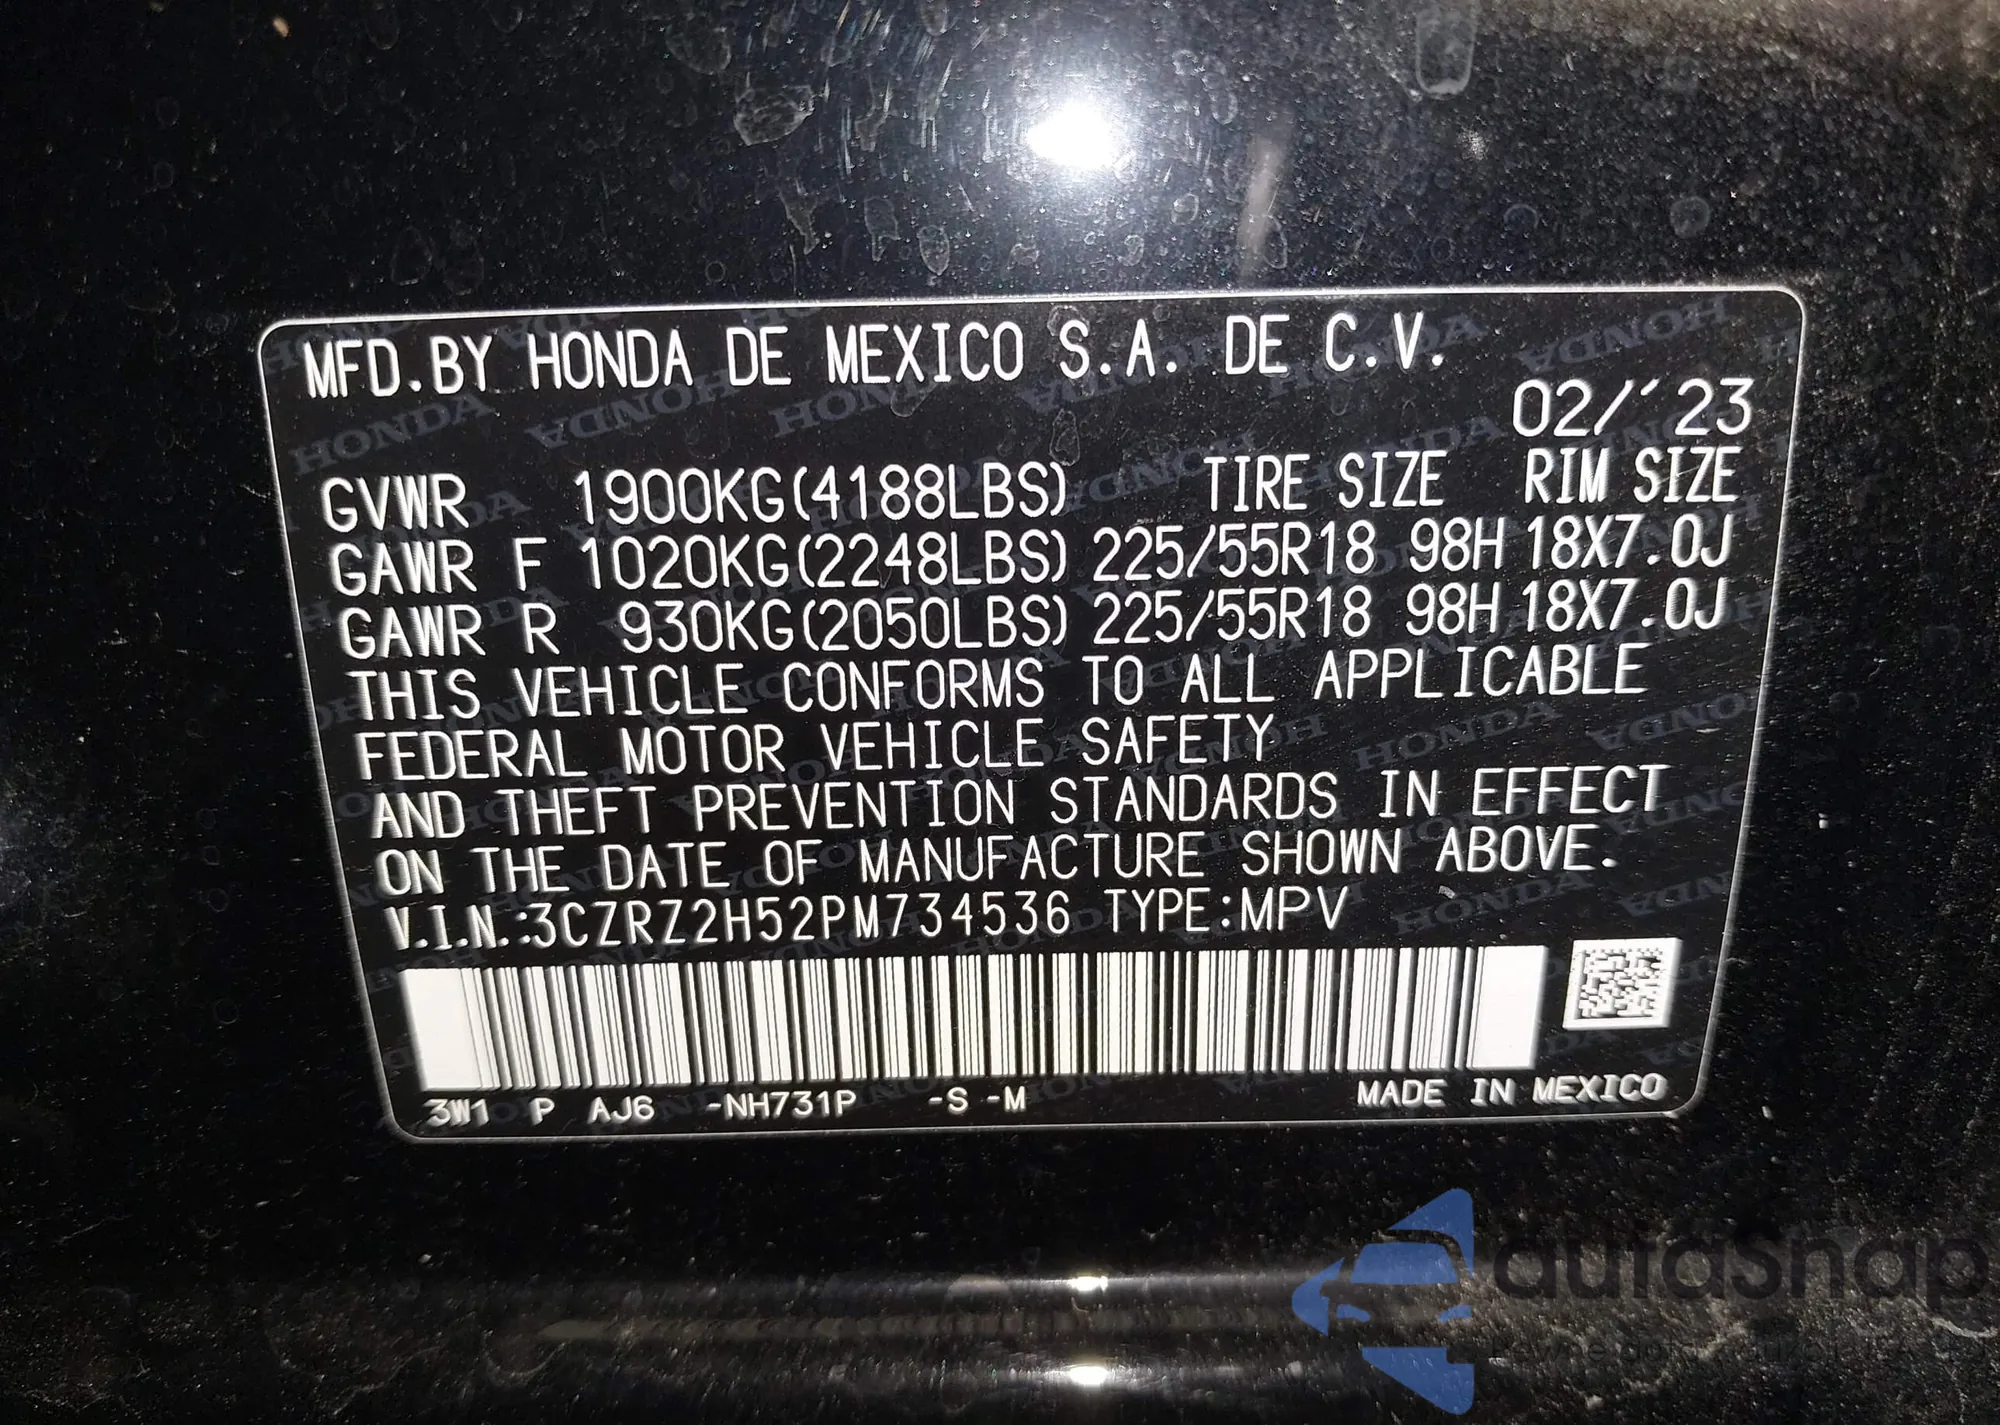 MFD.BY HONDA DE MEXICO S.A. DE C.V.
02/'23
GVWR 1900KG(4188LBS) TIRE SIZE RIM SIZE
GAWR F 1020KG(2248LBS) 225/55R18 98H 18X7.0J
GAWR R 930KG(2050LBS) 225/55R18 98H 18X7.0J
THIS VEHICLE CONFORMS TO ALL APPLICABLE
FEDERAL MOTOR VEHICLE SAFETY
AND THEFT PREVENTION STANDARDS IN EFFECT
ON THE DATE OF MANUFACTURE SHOWN ABOVE.
V.I.N.:3CZRZ2H52PM734536 TYPE:MPV
3W1 P AJ6 -NH731P -S -M MADE IN MEXICO
autasnap